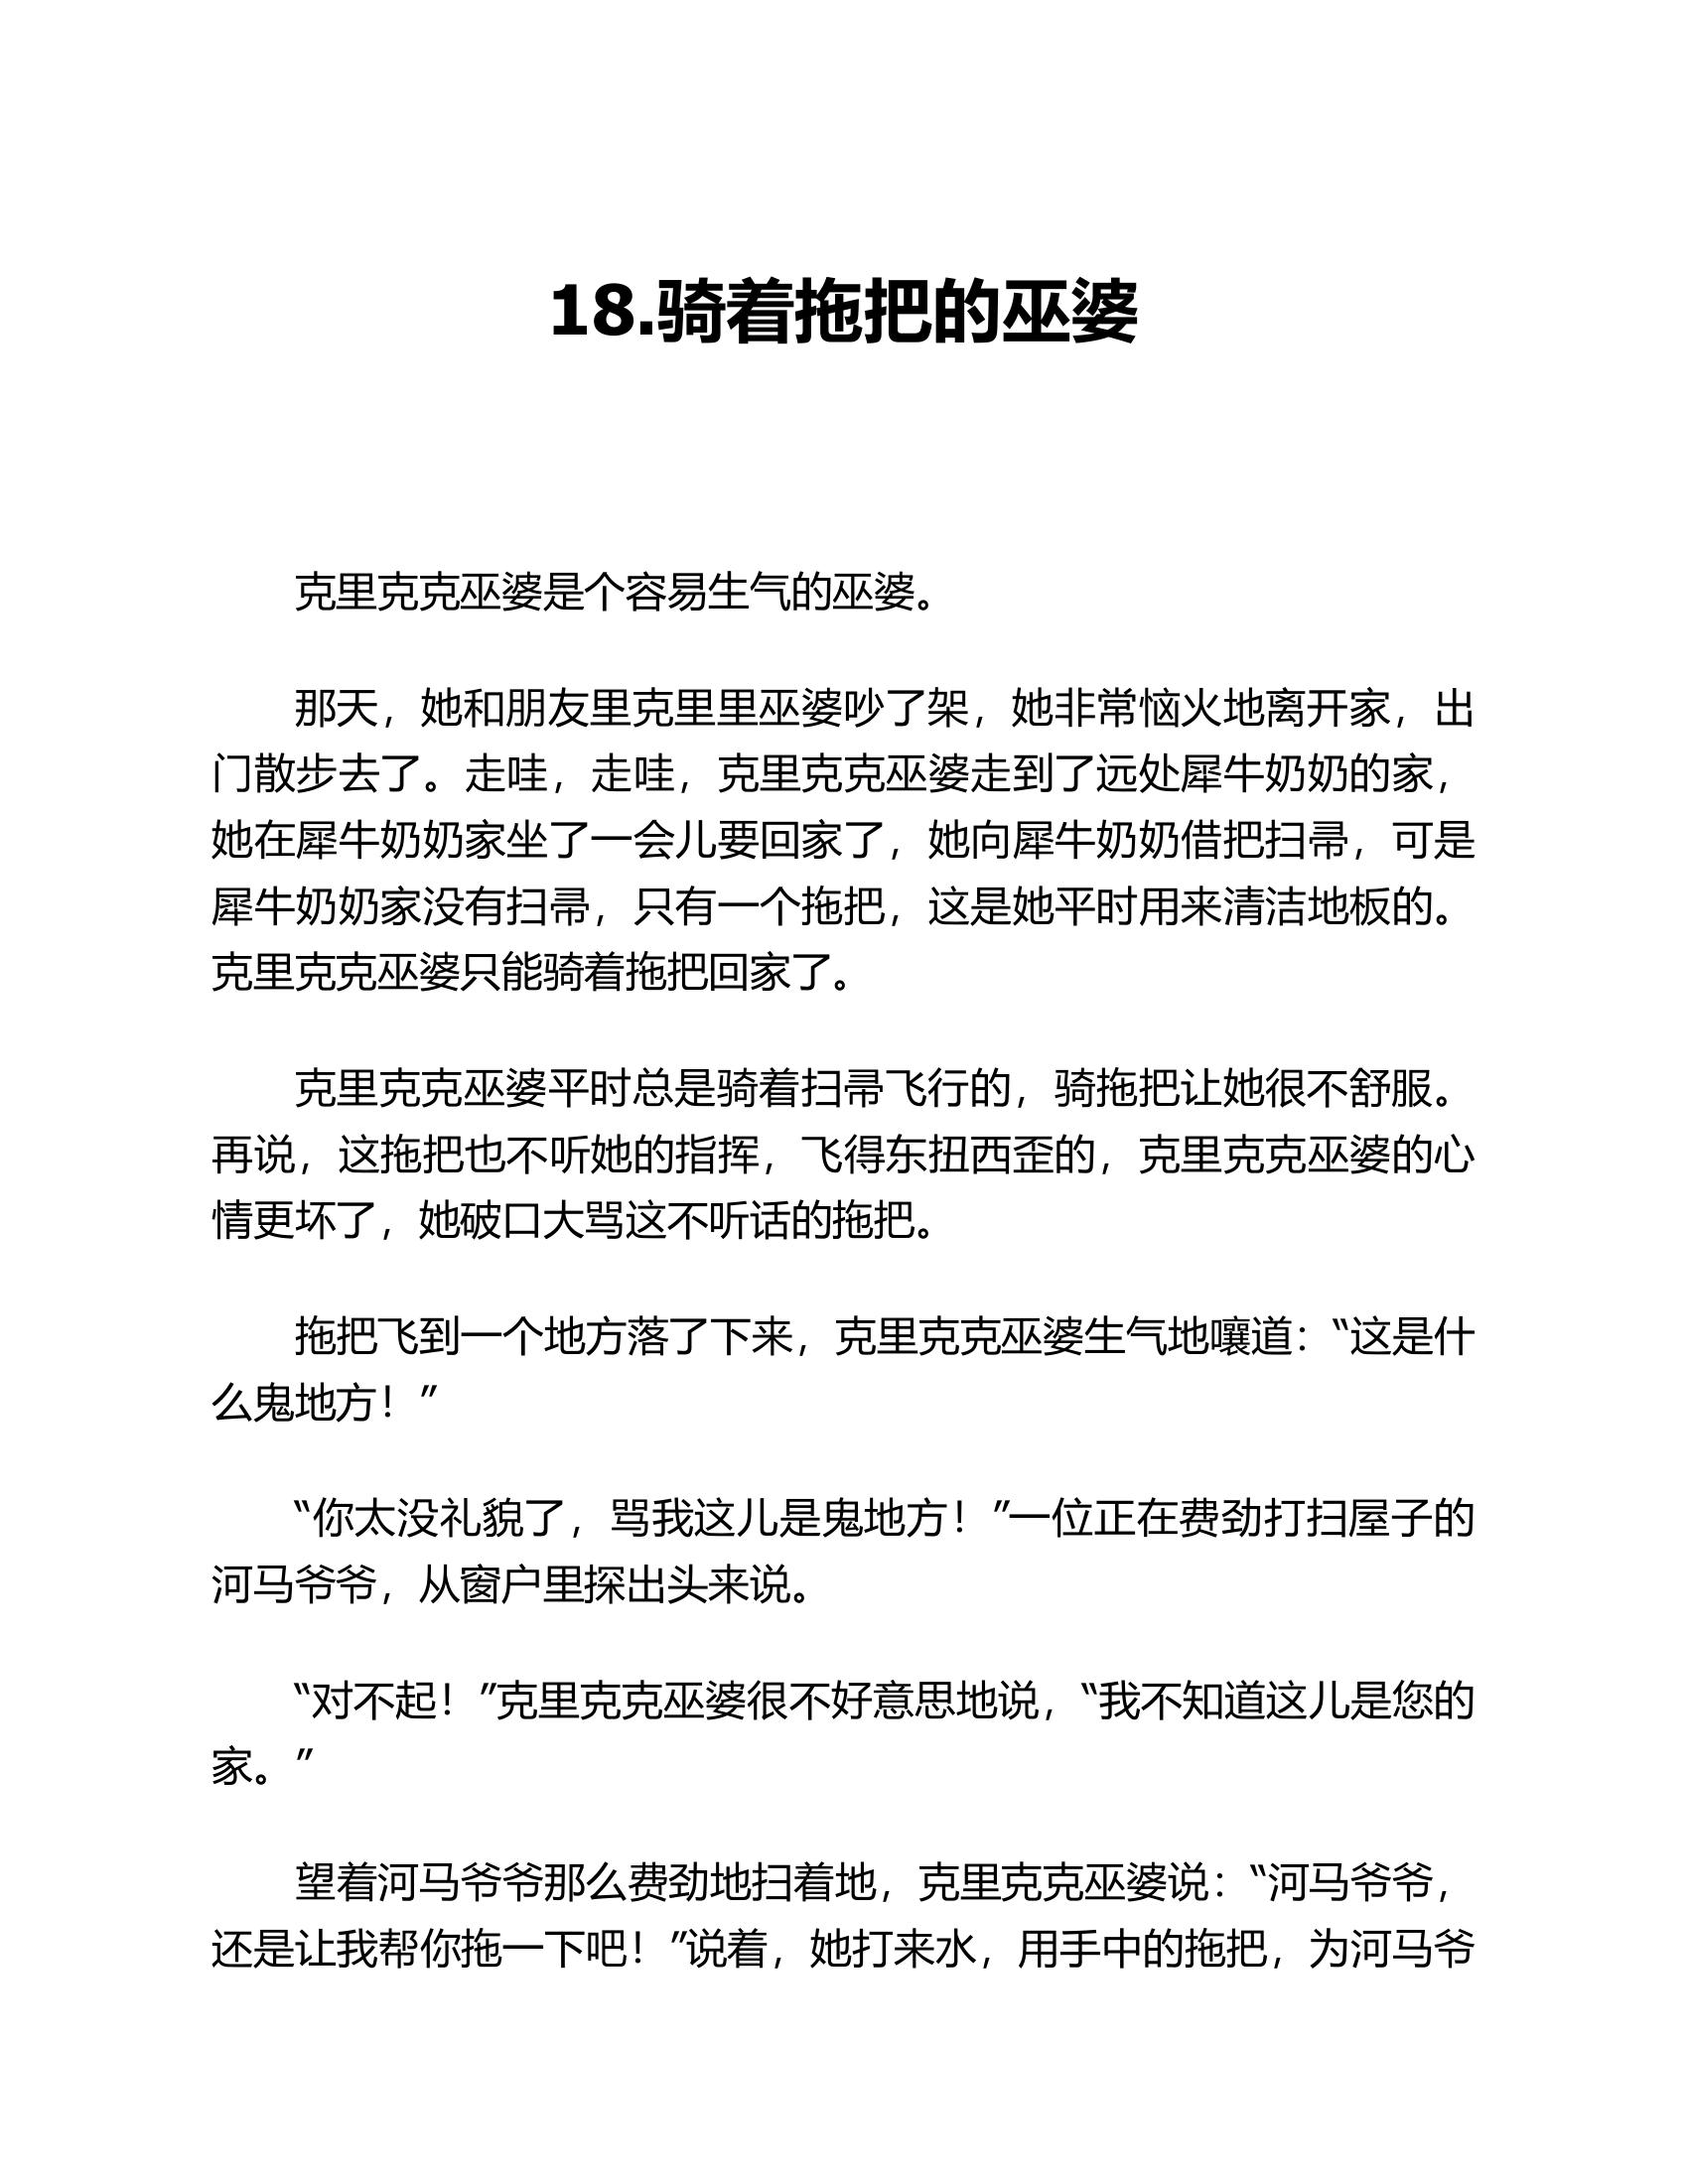 18.骑着拖把的巫婆
克里克克巫婆是个容易生气的巫婆。
那天，她和朋友里克里里巫婆吵了架，她非常恼火地离开家，出
门散步去了。走哇，走哇，克里克克巫婆走到了远处犀牛奶奶的家，
她在犀牛奶奶家坐了一会儿要回家了，她向犀牛奶奶借把扫帚，可是
犀牛奶奶家没有扫帚，只有一个拖把，这是她平时用来清洁地板的。
克里克克巫婆只能骑着拖把回家了。
克里克克巫婆平时总是骑着扫帚飞行的，骑拖把让她很不舒服。
再说，这拖把也不听她的指挥，飞得东扭西歪的，克里克克巫婆的心
情更坏了，她破口大骂这不听话的拖把。
拖把飞到一个地方落了下来，克里克克巫婆生气地嚷道：“这是什
么鬼地方！”
“你太没礼貌了，骂我这儿是鬼地方！”一位正在费劲打扫屋子的
河马爷爷，从窗户里探出头来说。
“对不起！”克里克克巫婆很不好意思地说，“我不知道这儿是您的
家。”
望着河马爷爷那么费劲地扫着地，克里克克巫婆说：“河马爷爷，
还是让我帮你拖一下吧！”说着，她打来水，用手中的拖把，为河马爷